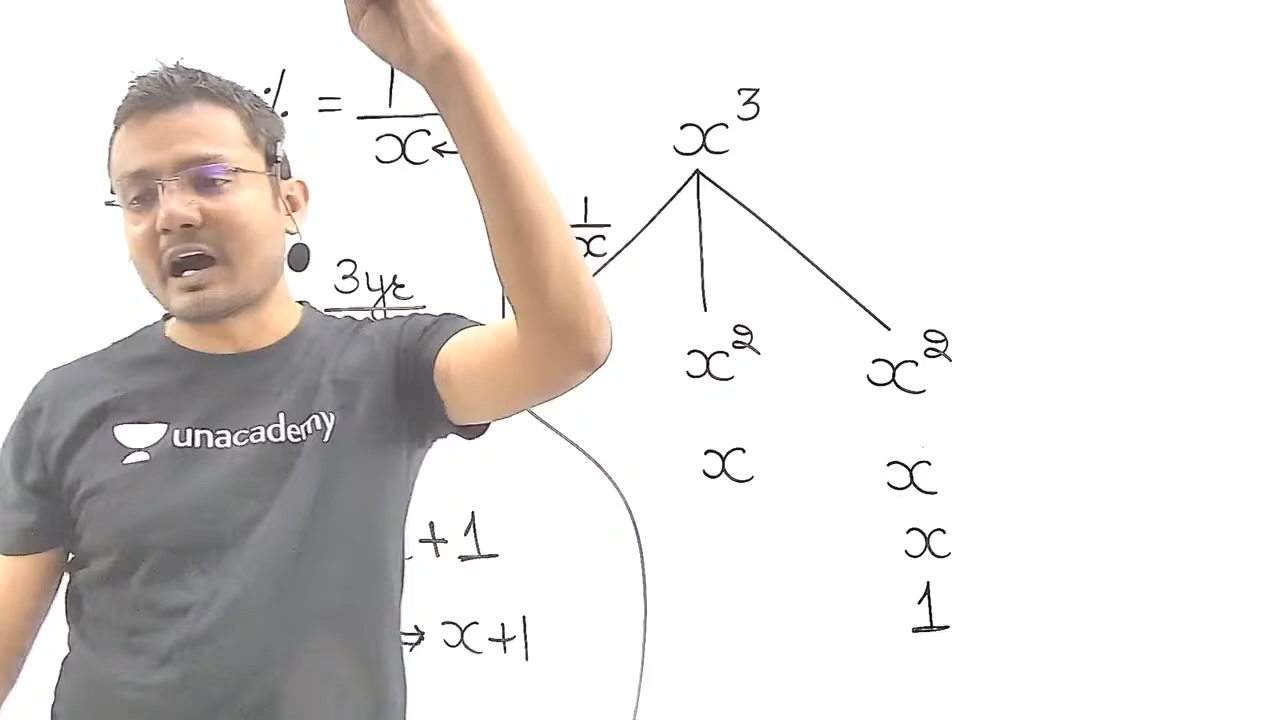 % = 1/x ←
x³
1/x
3yr
x² x²
x x
x
+1
1
⇒ x+1
unacademy